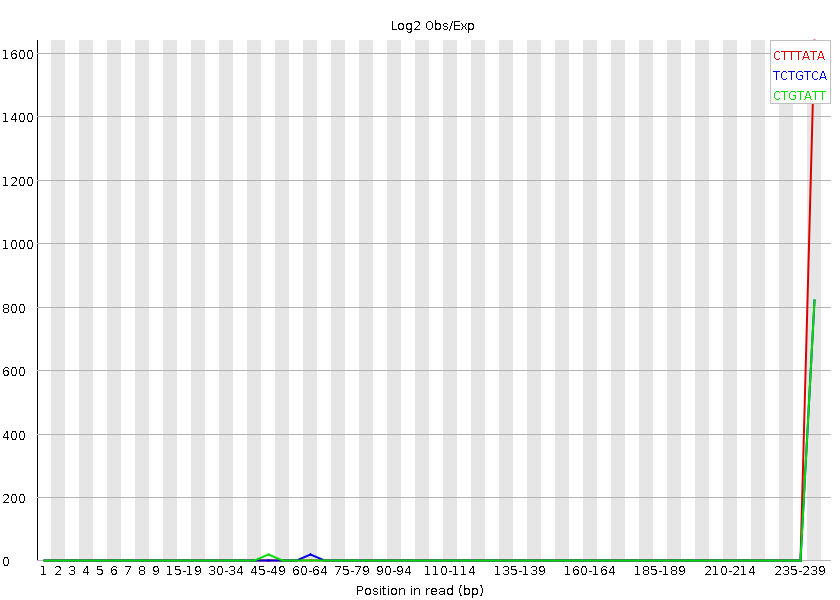 Log2 Obs/Exp
CTTTATA
TCTGTCA
CTGTATT
1600
1400
1200
1000
800
600
400
200
0
1 2 3 4 5 6 7 8 9 15-19 30-34 45-49 60-64 75-79 90-94 110-114 135-139 160-164 185-189 210-214 235-239
Position in read (bp)